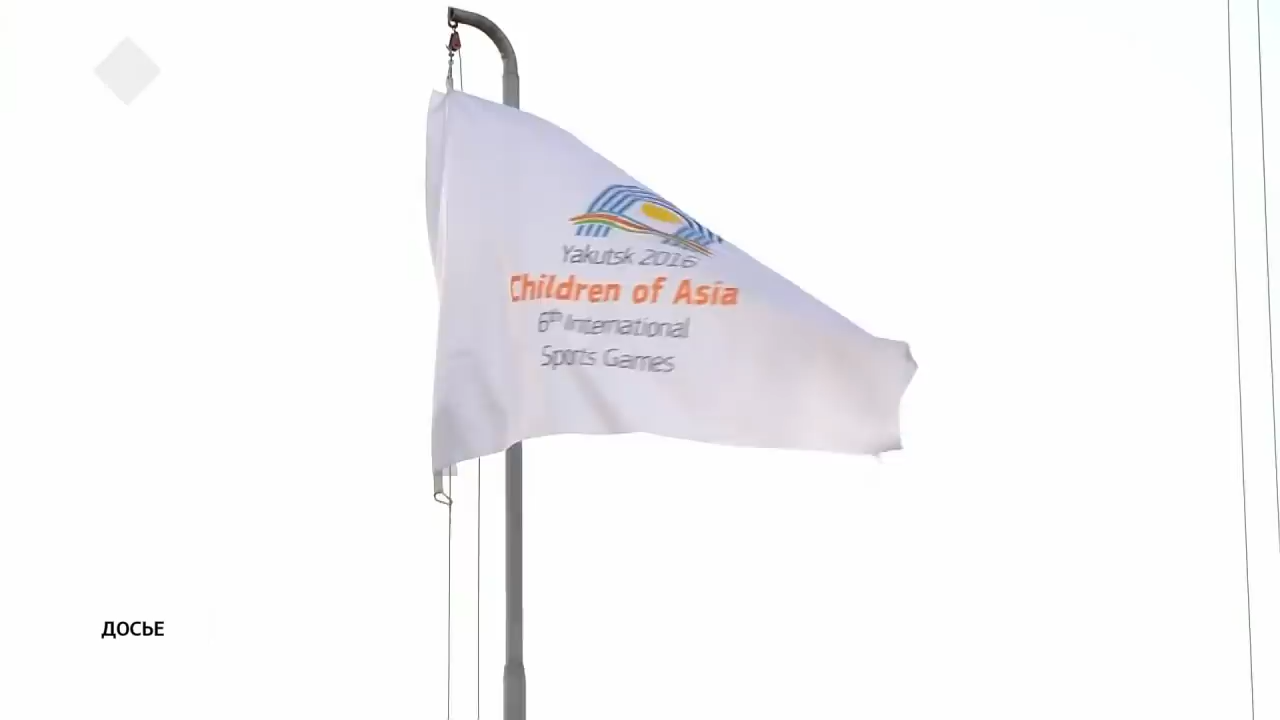 Yakutsk 2016
Children of Asia
6th International
Sports Games
ДОСЬЕ